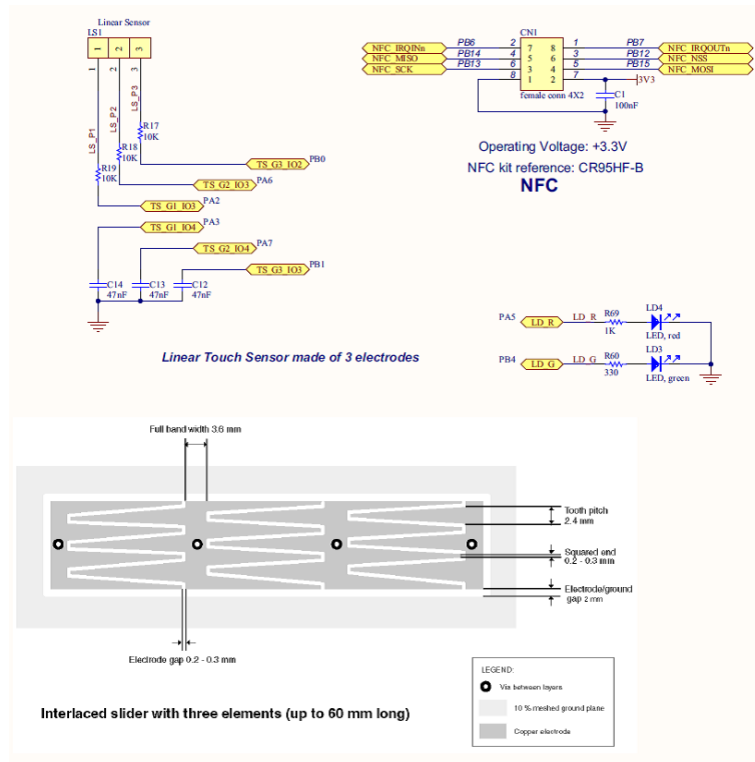 Linear Sensor
LS1
1 2 3
1 2 3
LS_P1
LS_P2
LS_P3
R17
10K
R18
10K
R19
10K
TS_G3_IO2 PB0
TS_G2_IO3 PA6
TS_G1_IO3 PA2
TS_G1_IO4 PA3
TS_G2_IO4 PA7
TS_G3_IO3 PB1
C14
47nF
C13
47nF
C12
47nF
Linear Touch Sensor made of 3 electrodes
CN1
NFC_IRQINn PB6 2 7 8 1 PB7 NFC_IRQOUTn
NFC_MISO PB14 4 5 6 3 PB12 NFC_NSS
NFC_SCK PB13 6 3 4 5 PB15 NFC_MOSI
8 1 2 7 3V3
female conn 4X2
C1
100nF
Operating Voltage: +3.3V
NFC kit reference: CR95HF-B
NFC
PA5 LD_R LD_R R69 LD4
1K LED, red
PB4 LD_G LD_G R60 LD3
330 LED, green
Full band width 3.6 mm
Tooth pitch
2.4 mm
Squared end
0.2 - 0.3 mm
Electrode/ground
gap 2 mm
Electrode gap 0.2 - 0.3 mm
Interlaced slider with three elements (up to 60 mm long)
LEGEND:
Via between layers
10 % meshed ground plane
Copper electrode